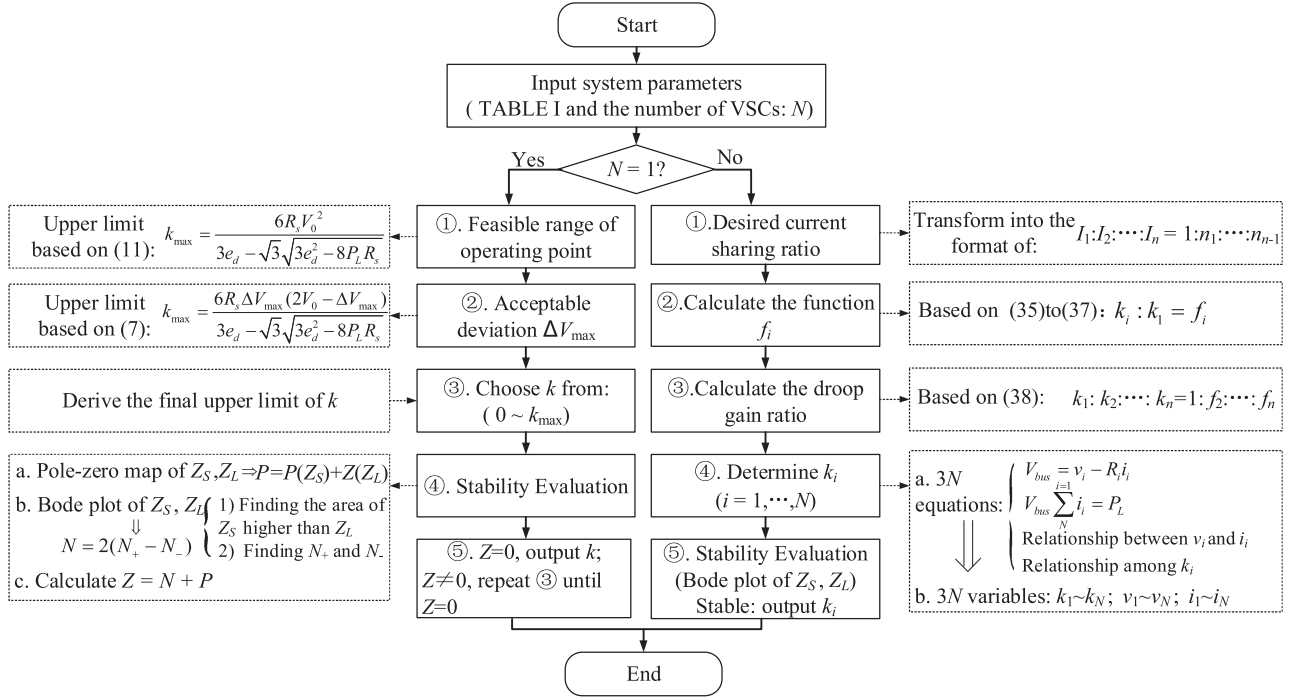 Start
Input system parameters
( TABLE I and the number of VSCs: N)
N = 1?
Yes
No
Upper limit
based on (11): k_max = 6R_sV_0^2 / (3e_d − √3√(3e_d^2 − 8P_LR_s))
①. Feasible range of
operating point
①.Desired current
sharing ratio
Transform into the
format of: I_1:I_2:⋯:I_n = 1:n_1:⋯:n_{n-1}
Upper limit
based on (7): k_max = 6R_sΔV_max(2V_0 − ΔV_max) / (3e_d − √3√(3e_d^2 − 8P_LR_s))
②. Acceptable
deviation ΔV_max
②.Calculate the function
f_i
Based on (35)to(37): k_i : k_1 = f_i
Derive the final upper limit of k
③. Choose k from:
( 0 ~ k_max)
③.Calculate the droop
gain ratio
Based on (38): k_1: k_2:⋯: k_n=1: f_2:⋯: f_n
a. Pole-zero map of Z_S,Z_L⇒P=P(Z_S)+Z(Z_L)
b. Bode plot of Z_S, Z_L
⇓
N = 2(N_+ − N_−)
{ 1) Finding the area of
Z_S higher than Z_L
2) Finding N_+ and N_-
c. Calculate Z = N + P
④. Stability Evaluation
④. Determine k_i
(i = 1,⋯,N)
a. 3N
equations:
{ V_bus = v_i − R_i i_i
i=1
V_bus ∑ i_i = P_L
N
Relationship between v_i and i_i
Relationship among k_i
⇓
b. 3N variables: k_1~k_N; v_1~v_N; i_1~i_N
⑤. Z=0, output k;
Z≠0, repeat ③ until
Z=0
⑤. Stability Evaluation
(Bode plot of Z_S, Z_L)
Stable: output k_i
End